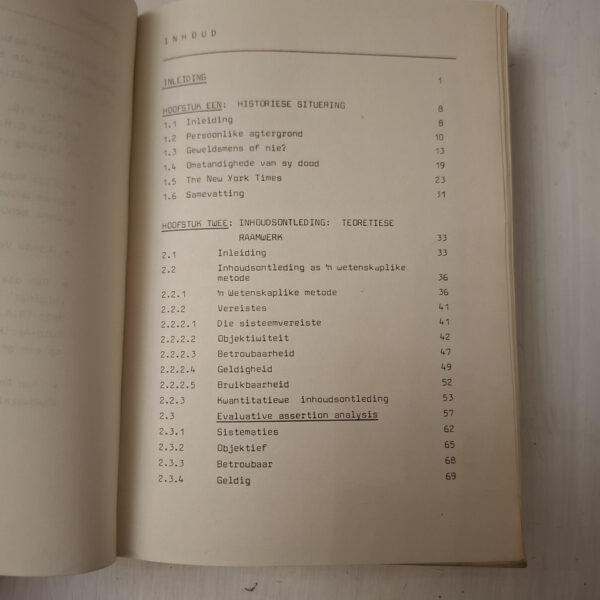 INHOUD
INLEIDING 1
HOOFSTUK EEN: HISTORIESE SITUERING 8
1.1 Inleiding 8
1.2 Persoonlike agtergrond 10
1.3 Geweldsmens of nie? 13
1.4 Omstandighede van sy dood 19
1.5 The New York Times 23
1.6 Samevatting 31
HOOFSTUK TWEE: INHOUDSONTLEDING: TEORETIESE
RAAMWERK 33
2.1 Inleiding 33
2.2 Inhoudsontleding as 'n wetenskaplike
metode 36
2.2.1 'n Wetenskaplike metode 36
2.2.2 Vereistes 41
2.2.2.1 Die sisteemvereiste 41
2.2.2.2 Objektiwiteit 42
2.2.2.3 Betroubaarheid 47
2.2.2.4 Geldigheid 49
2.2.2.5 Bruikbaarheid 52
2.2.3 Kwantitatiewe inhoudsontleding 53
2.3 Evaluative assertion analysis 57
2.3.1 Sistematies 62
2.3.2 Objektief 65
2.3.3 Betroubaar 68
2.3.4 Geldig 69